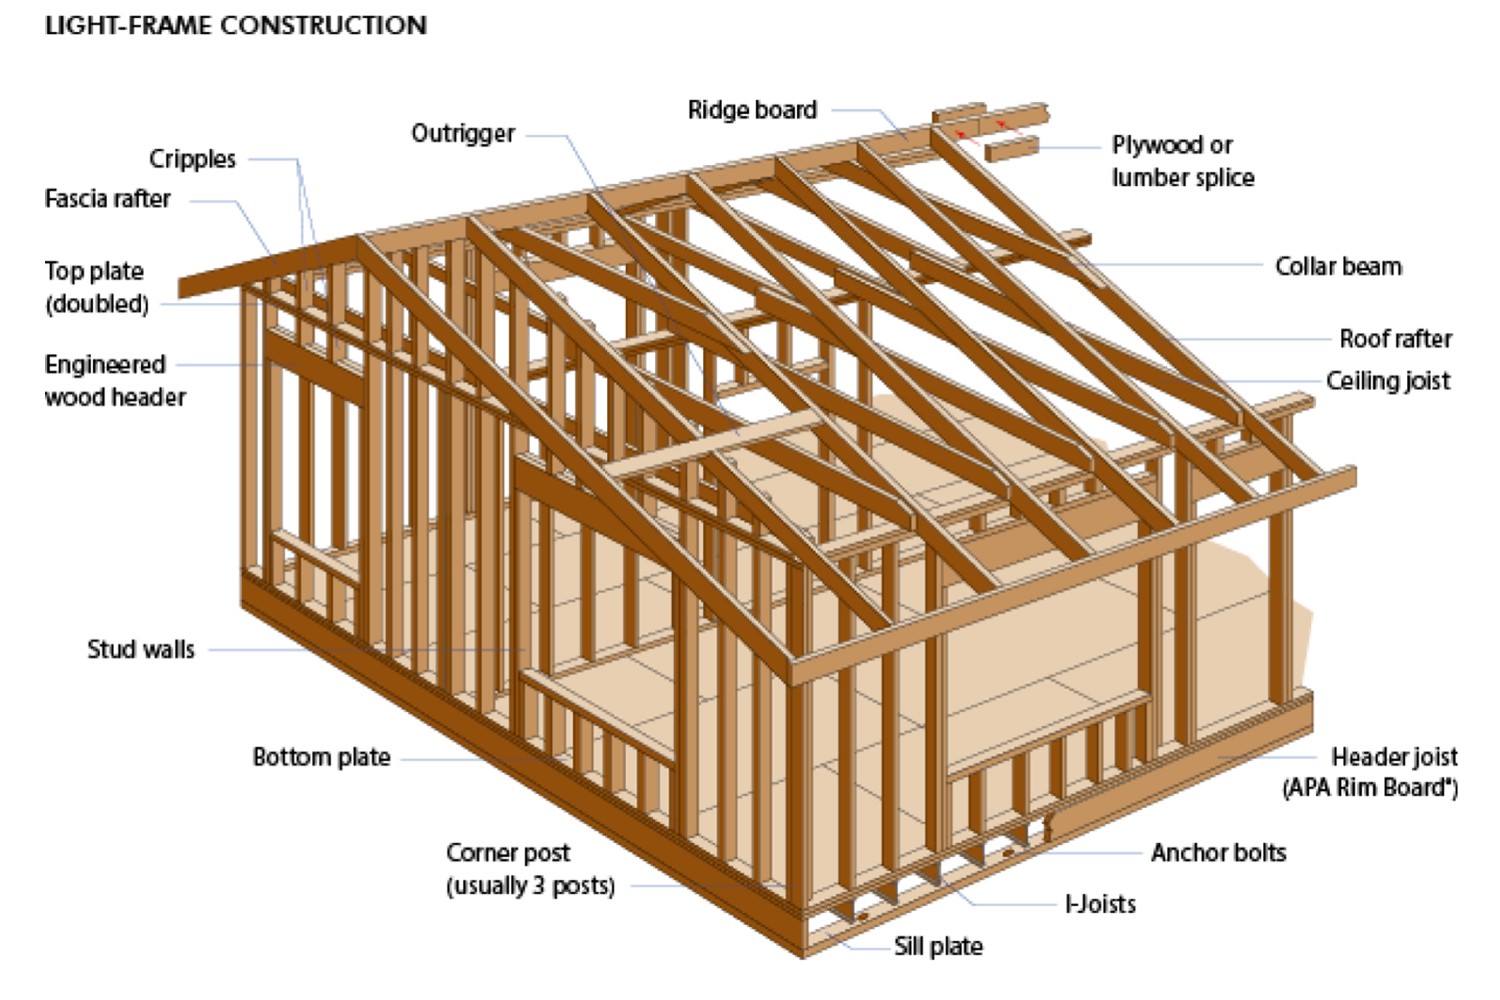 LIGHT-FRAME CONSTRUCTION
Ridge board
Outrigger
Plywood or
lumber splice
Cripples
Fascia rafter
Top plate
(doubled)
Collar beam
Engineered
wood header
Roof rafter
Ceiling joist
Stud walls
Bottom plate
Header joist
(APA Rim Board®)
Corner post
(usually 3 posts)
Anchor bolts
I-Joists
Sill plate